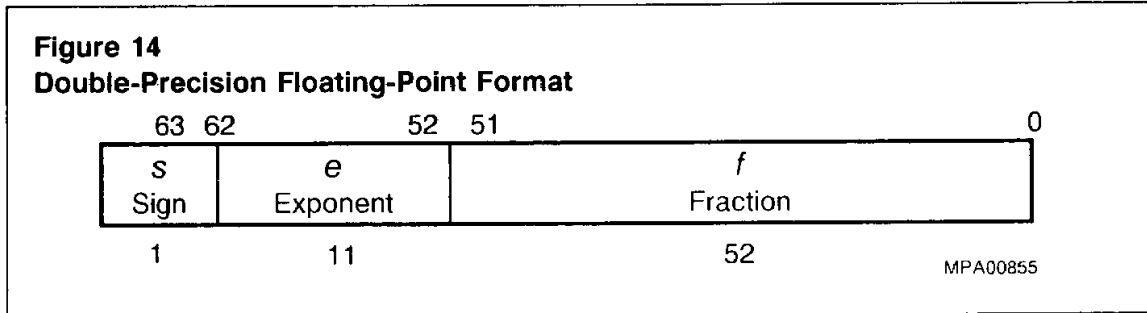 Figure 14
Double-Precision Floating-Point Format
63 62 52 51 0
s e f
Sign Exponent Fraction
1 11 52
MPA00855